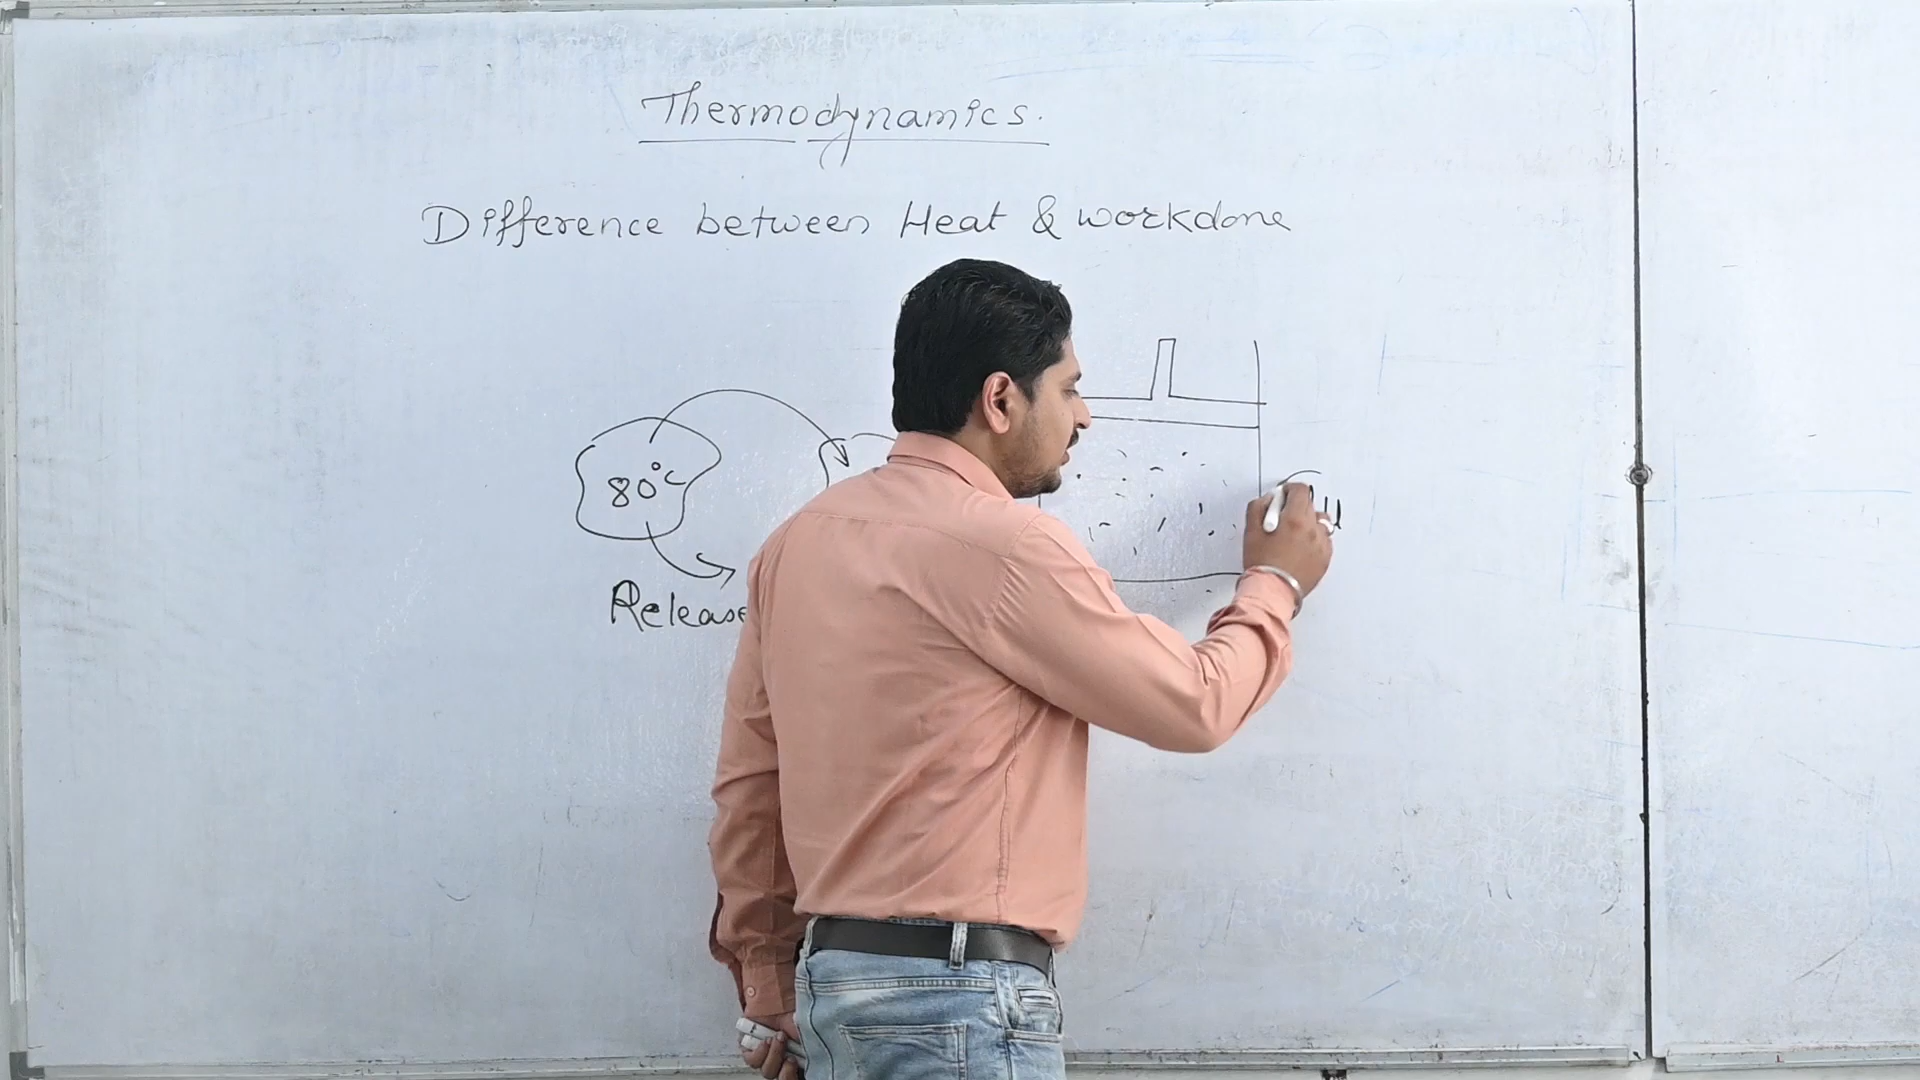 Thermodynamics.
Difference between Heat & workdone
80°C
Release